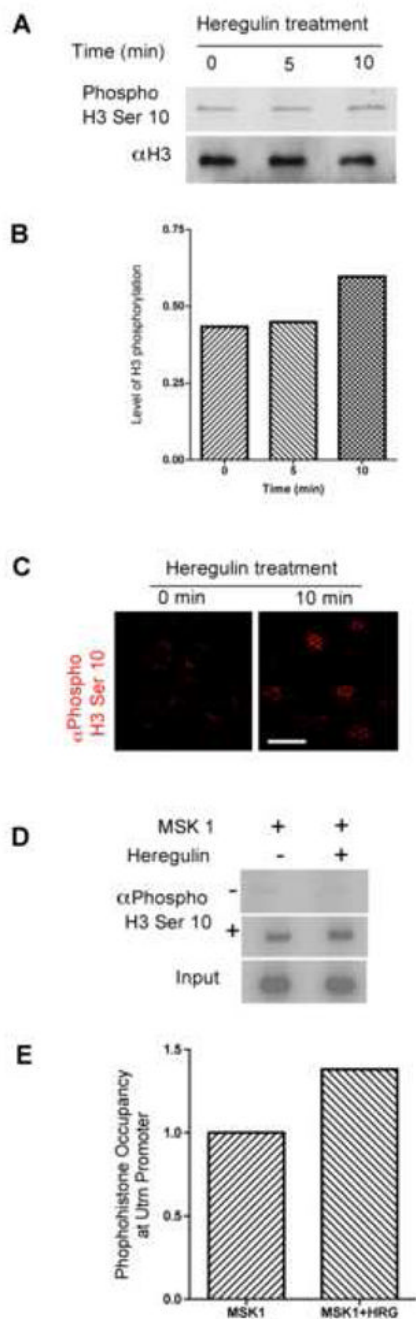 A
Heregulin treatment
Time (min)
0 5 10
Phospho
H3 Ser 10
αH3
B
Level of H3 phosphorylation
0.75
0.50
0.25
0.00
0 5 10
Time (min)
C
Heregulin treatment
0 min 10 min
αPhospho
H3 Ser 10
D
MSK 1 + +
Heregulin - +
αPhospho -
H3 Ser 10 +
Input
E
Phophohistone Occupancy
at Utrn Promoter
1.5
1.0
0.5
0.0
MSK1 MSK1+HRG